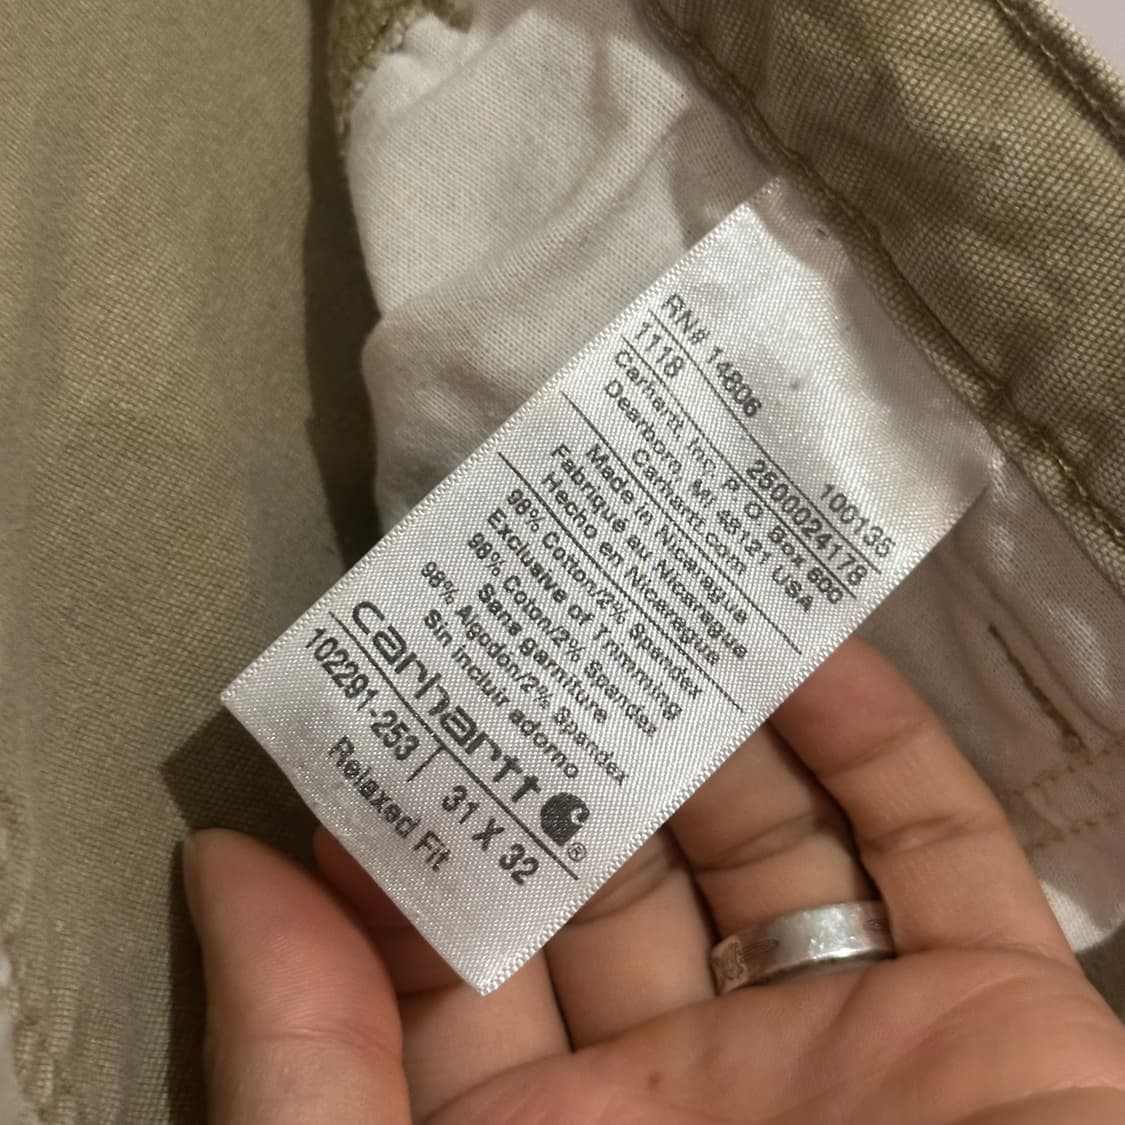 RN# 14806 100135
1118 2500024178
Carhartt, Inc., P.O. Box 600
Dearborn, MI 48121 USA
Carhartt.com
Made in Nicaragua
Fabriqué au Nicarague
Hecho en Nicaragua
98% Cotton/2% Spandex
Exclusive of Trimming
98% Coton/2% Spandex
Sans garniture
98% Algodon/2% Spandex
Sin incluir adorno
carhartt ®
102291-253 | 31 X 32
Relaxed Fit